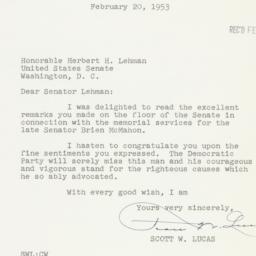 February 20, 1953
REC'D FE
Honorable Herbert H. Lehman
United States Senate
Washington, D. C.
Dear Senator Lehman:
I was delighted to read the excellent
remarks you made on the floor of the Senate in
connection with the memorial services for the
late Senator Brien McMahon.
I hasten to congratulate you upon the
fine sentiments you expressed. The Democratic
Party will sorely miss this man and his courageous
and vigorous stand for the righteous causes which
he so ably advocated.
With every good wish, I am
Yours very sincerely,
SCOTT W. LUCAS
SWL:CW